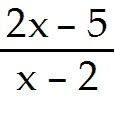 2x – 5
x – 2